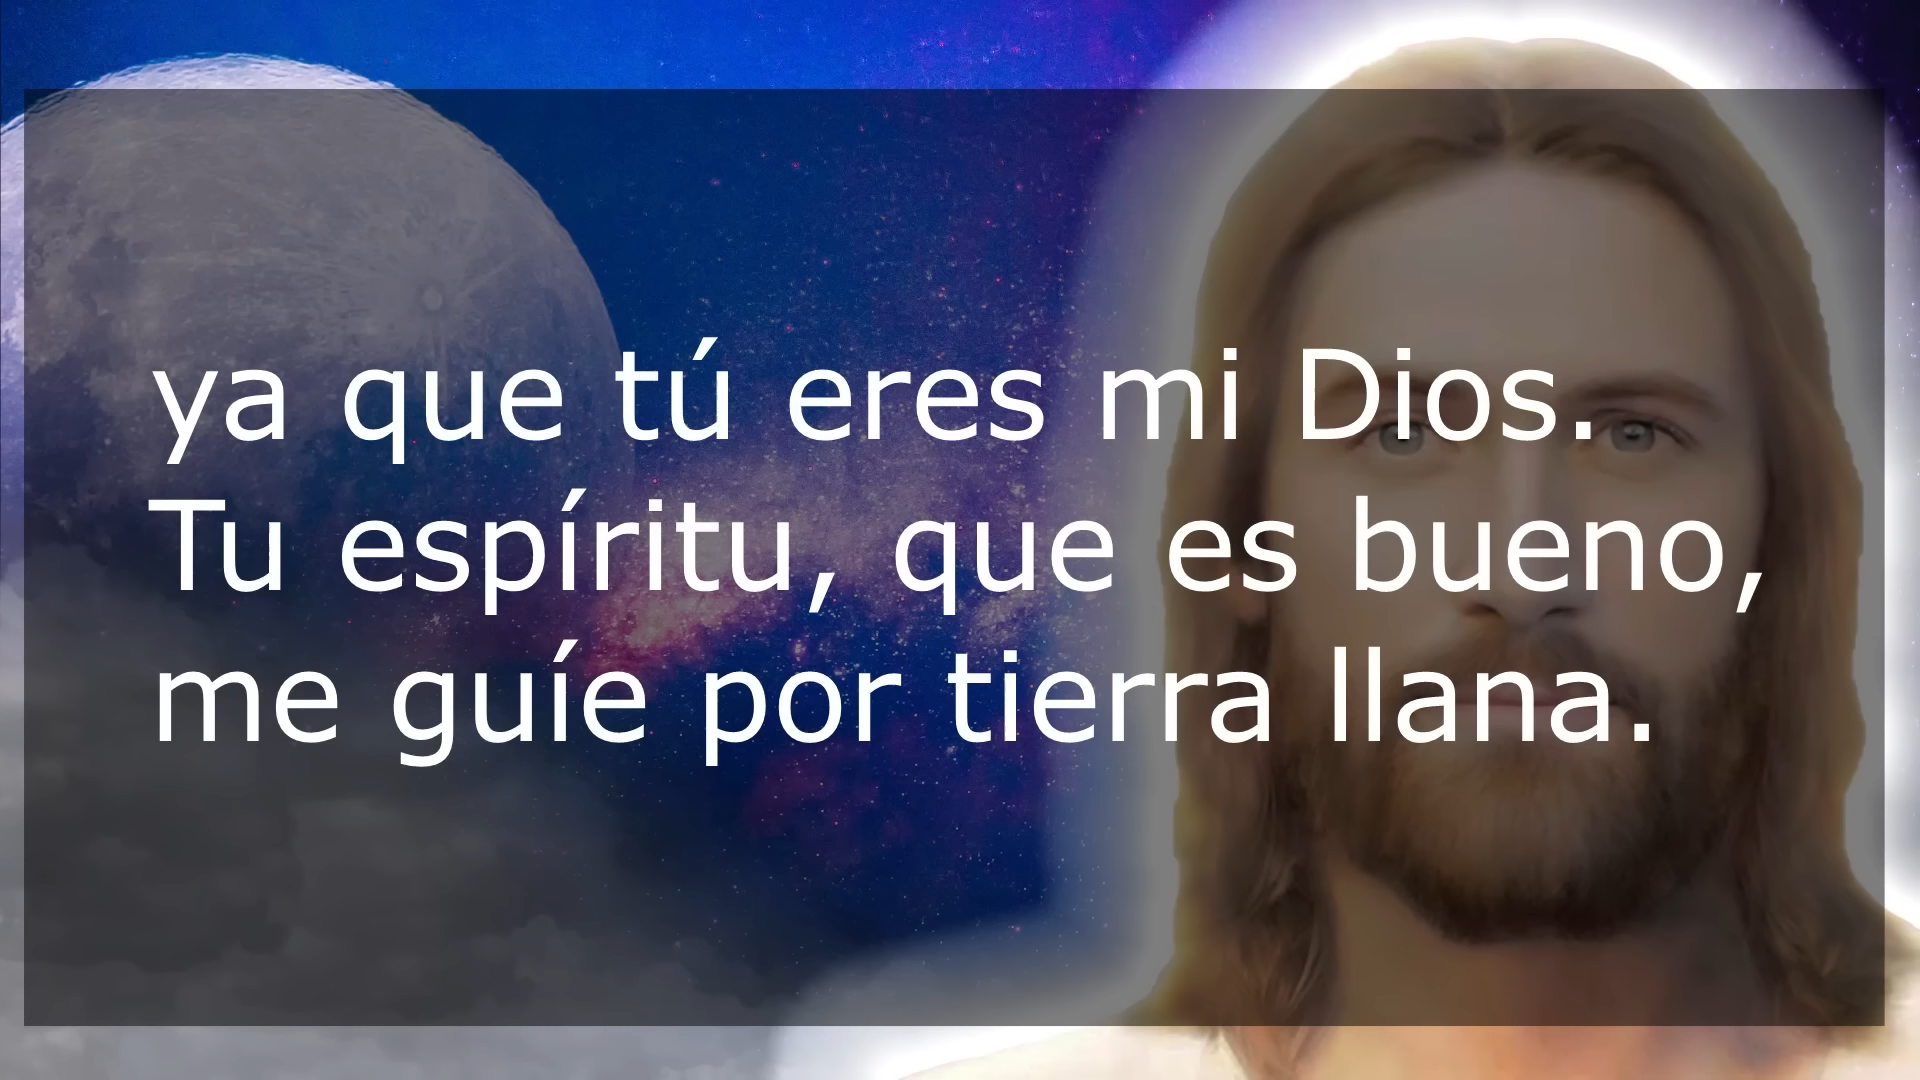 ya que tú eres mi Dios.
Tu espíritu, que es bueno,
me guíe por tierra llana.